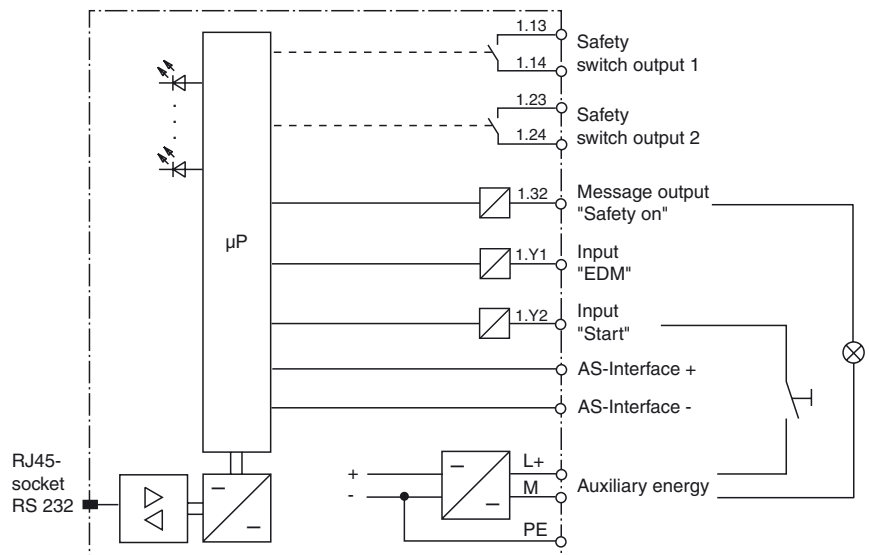 1.13
Safety
switch output 1
1.14
1.23
Safety
switch output 2
1.24
1.32
Message output
"Safety on"
µP
1.Y1
Input
"EDM"
1.Y2
Input
"Start"
AS-Interface +
AS-Interface -
RJ45-
socket
RS 232
+
-
L+
M
Auxiliary energy
PE